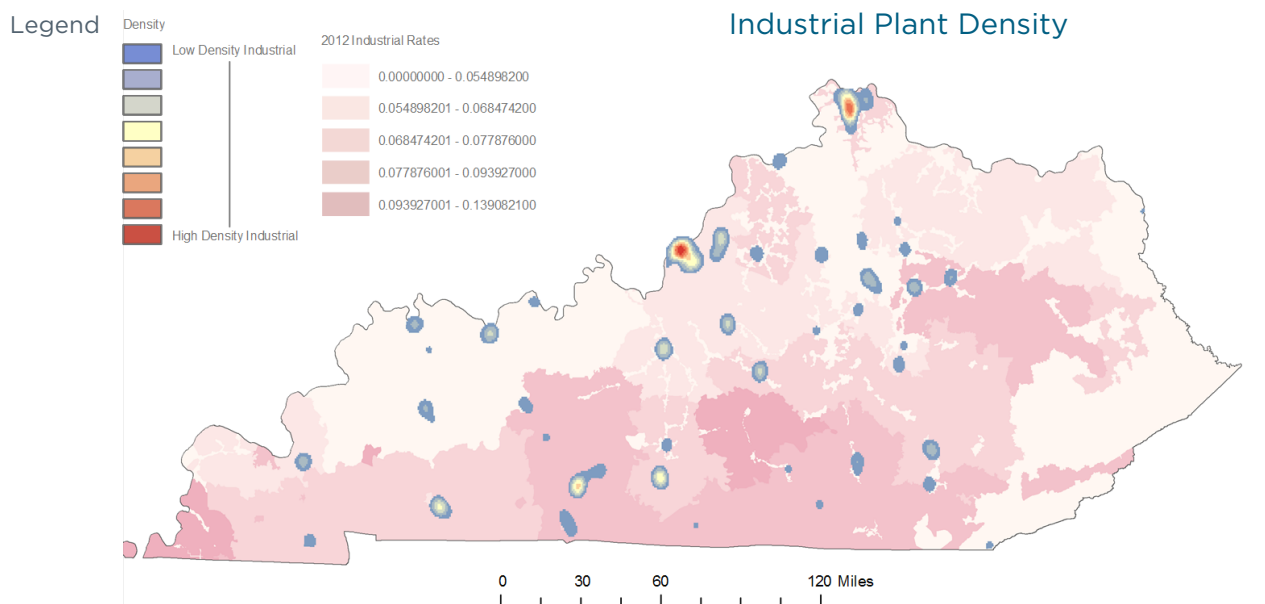 Legend
Industrial Plant Density
Density
Low Density Industrial
High Density Industrial
2012 Industrial Rates
0.00000000 - 0.054898200
0.054898201 - 0.068474200
0.068474201 - 0.077876000
0.077876001 - 0.093927000
0.093927001 - 0.139082100
0 30 60 120 Miles